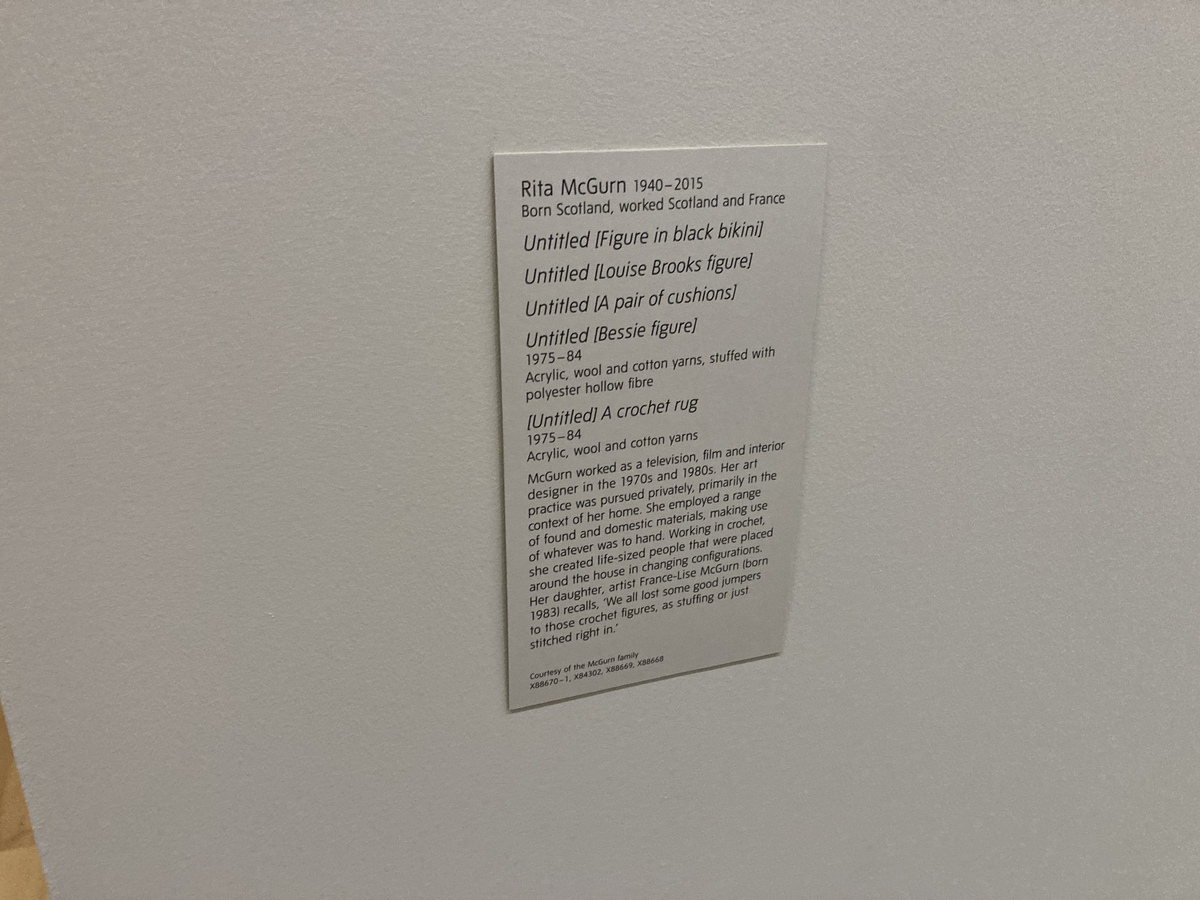 Rita McGurn 1940–2015
Born Scotland, worked Scotland and France
Untitled [Figure in black bikini]
Untitled [Louise Brooks figure]
Untitled [A pair of cushions]
Untitled [Bessie figure]
1975–84
Acrylic, wool and cotton yarns, stuffed with
polyester hollow fibre
[Untitled] A crochet rug
1975–84
Acrylic, wool and cotton yarns
McGurn worked as a television, film and interior
designer in the 1970s and 1980s. Her art
practice was pursued privately, primarily in the
context of her home. She employed a range
of found and domestic materials, making use
of whatever was to hand. Working in crochet,
she created life-sized people that were placed
around the house in changing configurations.
Her daughter, artist France-Lise McGurn (born
1983) recalls, ‘We all lost some good jumpers
to those crochet figures, as stuffing or just
stitched right in.’
Courtesy of the McGurn family
X88670–1, X84302, X88669, X88668